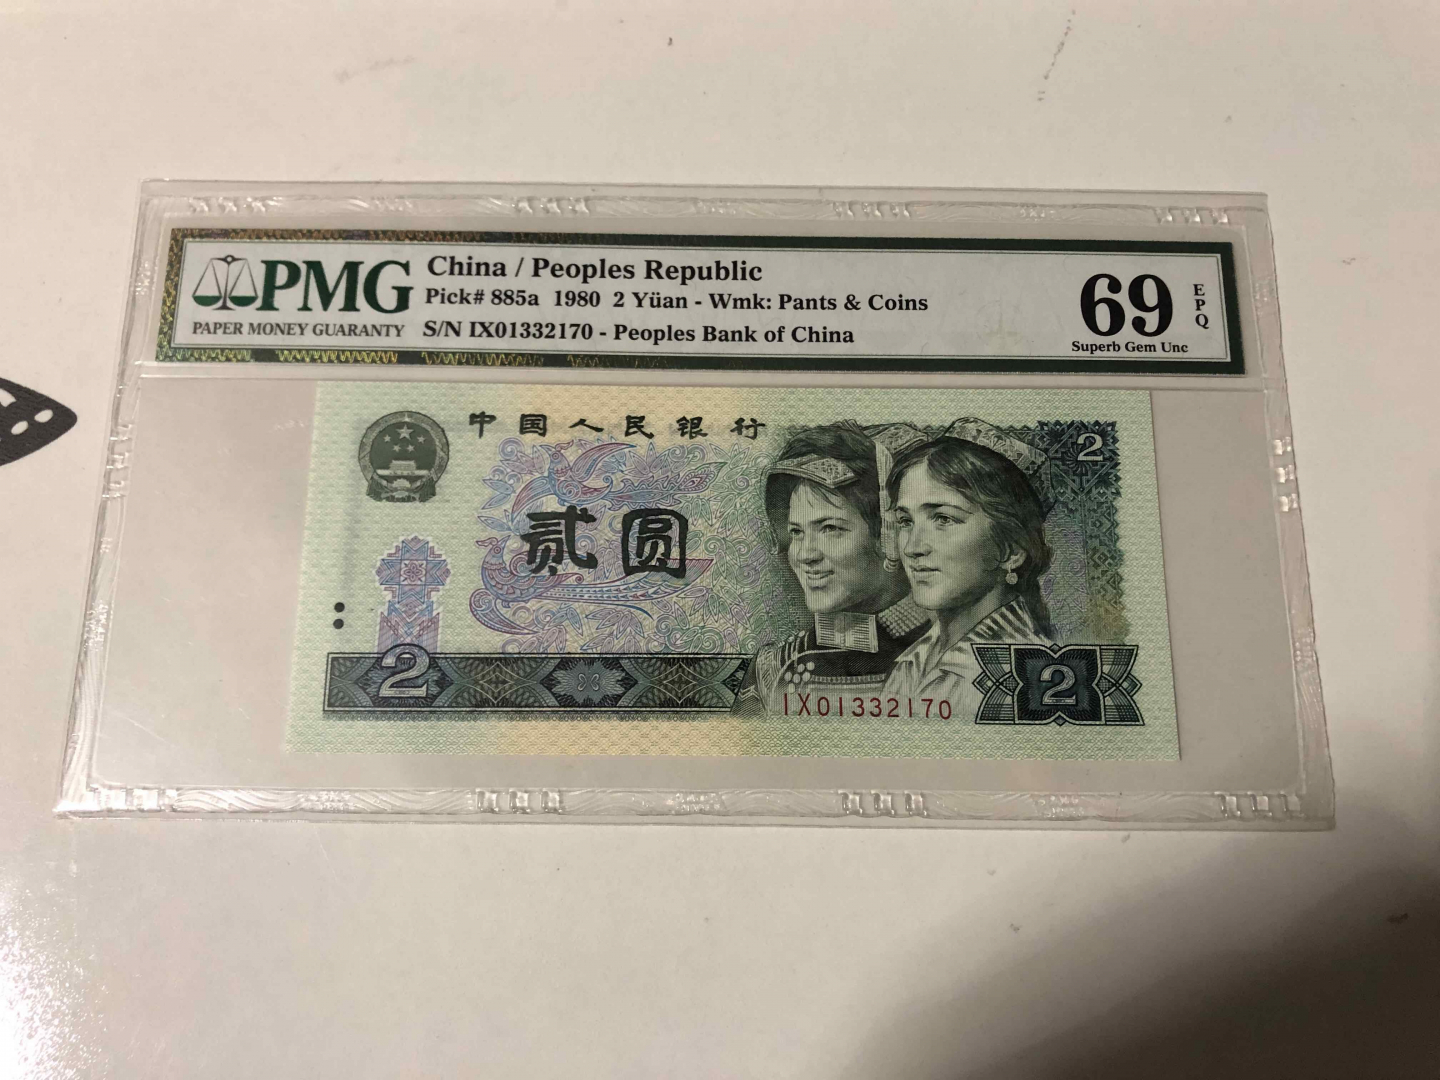 PMG
PAPER MONEY GUARANTY
China / Peoples Republic
Pick# 885a 1980 2 Yüan - Wmk: Pants & Coins
S/N IX01332170 - Peoples Bank of China
69
EPQ
Superb Gem Unc
中国人民银行
2
贰圆
2
IX01332170
2